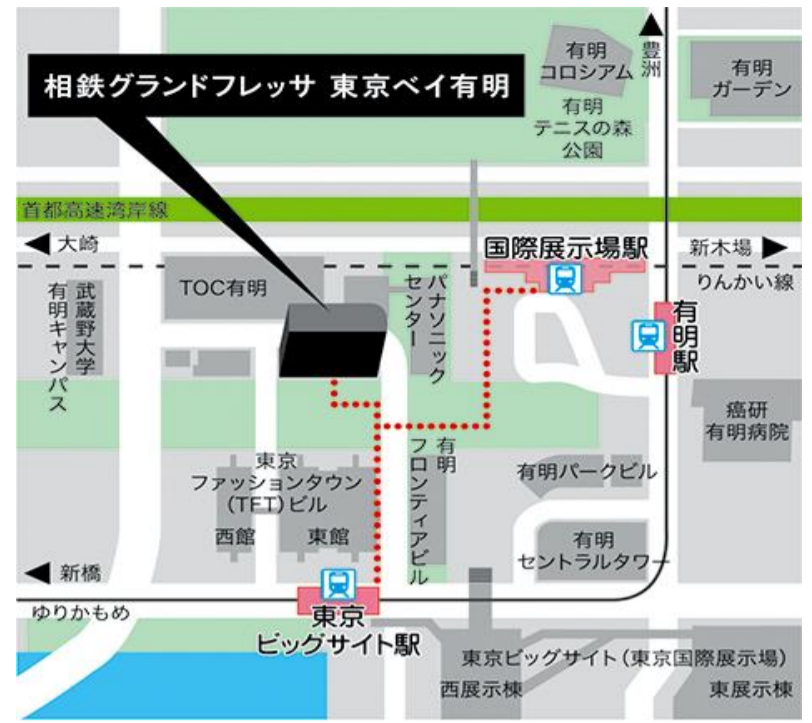 豊洲
有明
コロシアム
有明
ガーデン
相鉄グランドフレッサ 東京ベイ有明
有明
テニスの森
公園
首都高速湾岸線
大崎
国際展示場駅
新木場
りんかい線
TOC有明
パナソニック
センター
武蔵野大学
有明キャンパス
有明駅
癌研
有明病院
東京
ファッションタウン
(TFT)ビル
西館
東館
有明
フロンティアビル
有明パークビル
有明
セントラルタワー
新橋
ゆりかもめ
東京
ビッグサイト駅
東京ビッグサイト(東京国際展示場)
西展示棟
東展示棟